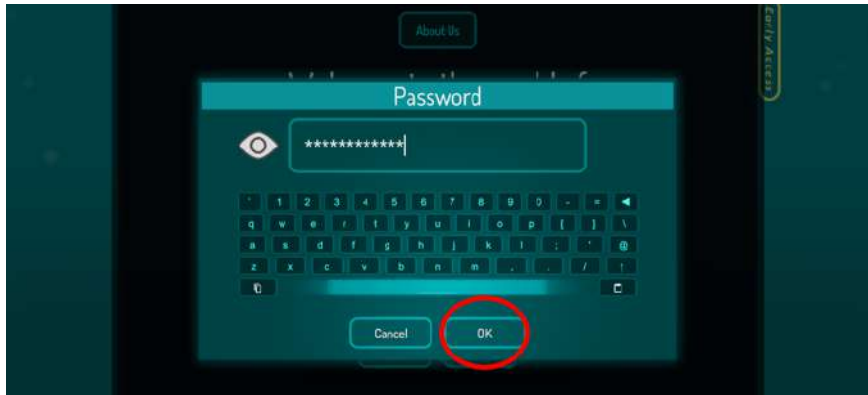 About Us
Early Access
Password
************
' 1 2 3 4 5 6 7 8 9 0 - =
q w e r t y u i o p [ ] \
a s d f g h j k l ; ' @
z x c v b n m , . / ↑
Cancel OK